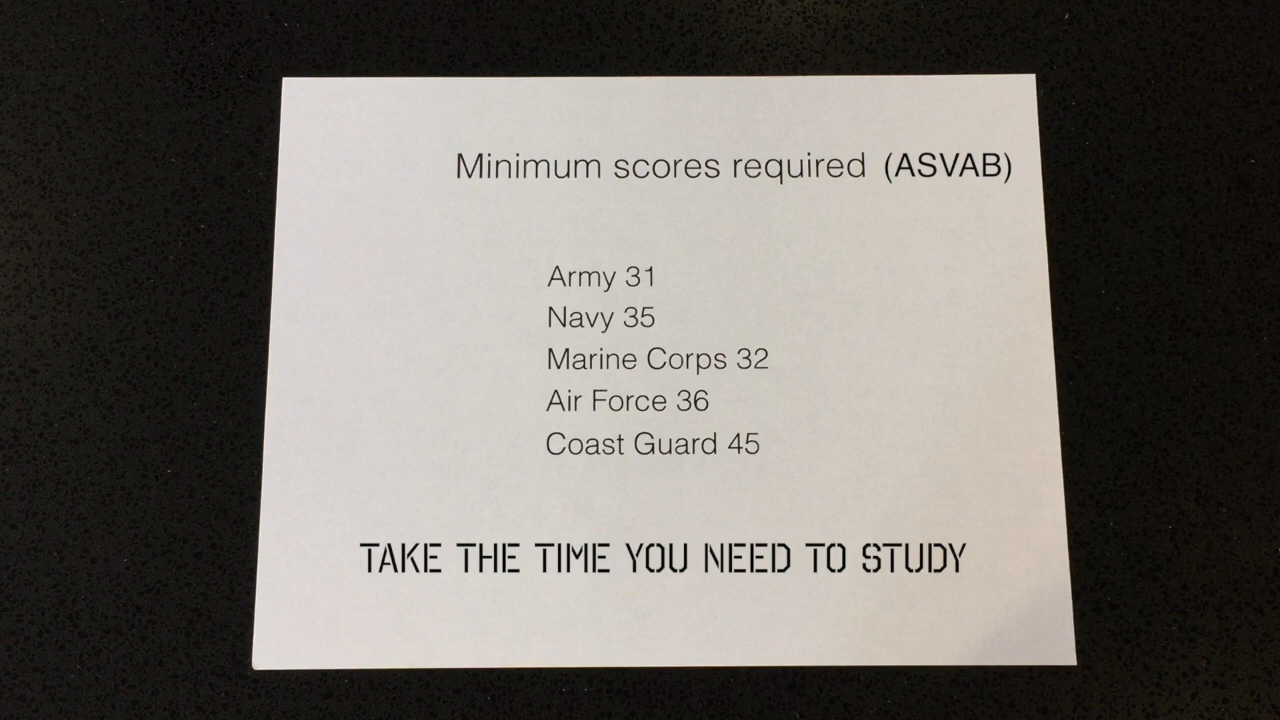 Minimum scores required (ASVAB)
Army 31
Navy 35
Marine Corps 32
Air Force 36
Coast Guard 45
TAKE THE TIME YOU NEED TO STUDY